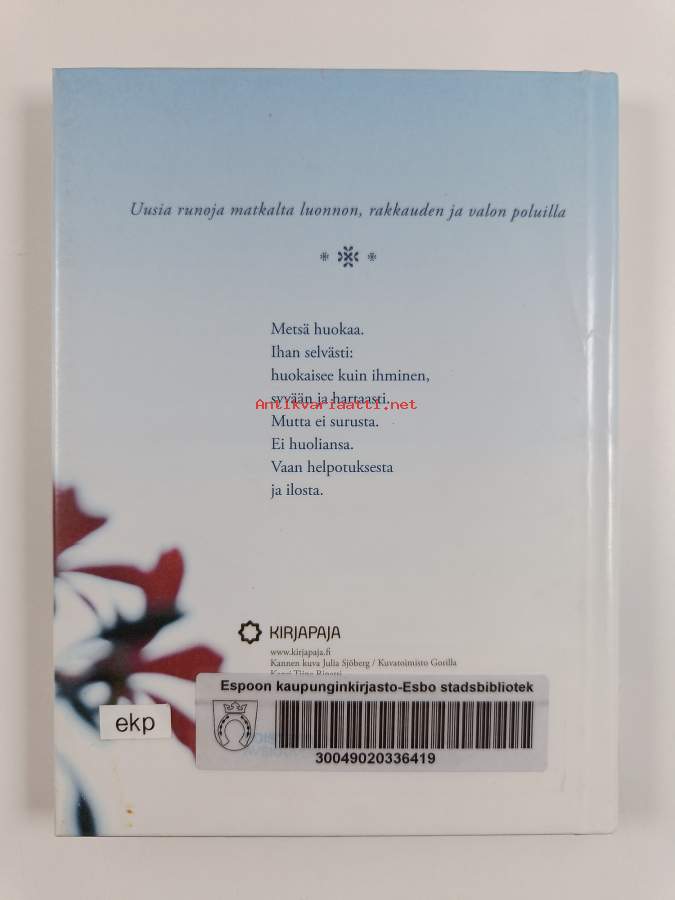 Uusia runoja matkalta luonnon, rakkauden ja valon poluilla
Metsä huokaa.
Ihan selvästi:
huokaisee kuin ihminen,
syvään ja hartaasti.
Antikvariaatti.net
Mutta ei surusta.
Ei huoliansa.
Vaan helpotuksesta
ja ilosta.
KIRJAPAJA
www.kirjapaja.fi
Kannen kuva Julia Sjöberg / Kuvatoimisto Gorilla
Espoon kaupunginkirjasto-Esbo stadsbibliotek
ekp
30049020336419